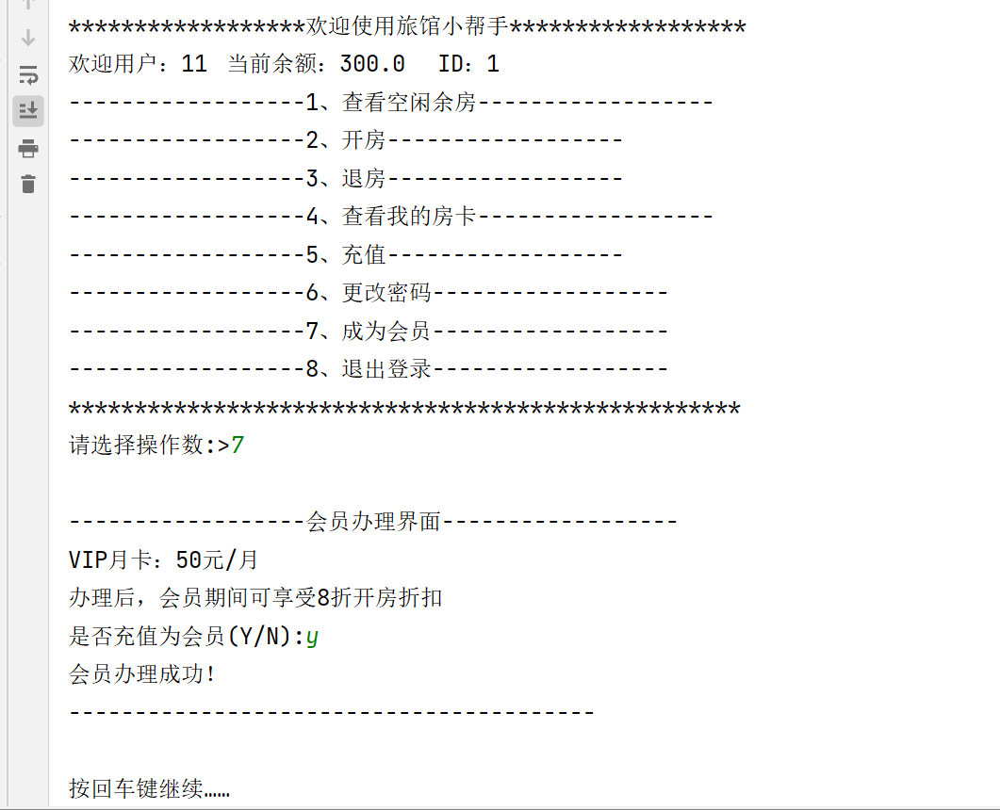 ******************欢迎使用旅馆小帮手******************
欢迎用户：11 当前余额：300.0  ID：1
------------------1、查看空闲余房------------------
------------------2、开房------------------
------------------3、退房------------------
------------------4、查看我的房卡------------------
------------------5、充值------------------
------------------6、更改密码------------------
------------------7、成为会员------------------
------------------8、退出登录------------------
***************************************************
请选择操作数:>7
------------------会员办理界面------------------
VIP月卡：50元/月
办理后，会员期间可享受8折开房折扣
是否充值为会员(Y/N):y
会员办理成功！
----------------------------------------
按回车键继续……